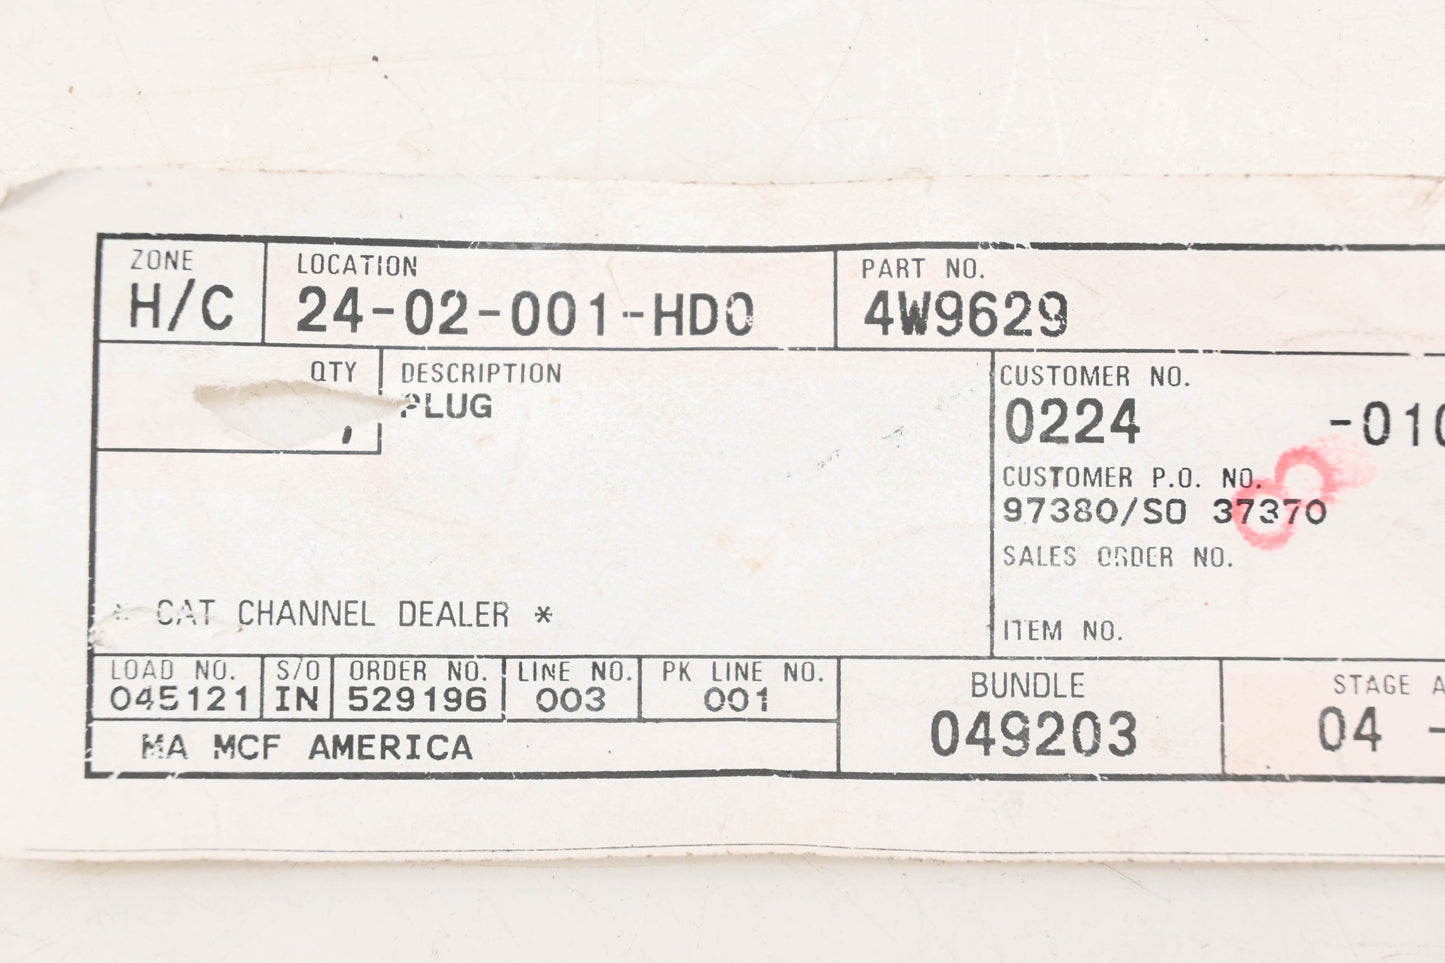 ZONE LOCATION PART NO.
H/C 24-02-001-HD0 4W9629
QTY DESCRIPTION CUSTOMER NO.
PLUG 0224 -010
CUSTOMER P.O. NO.
97380/SO 37370
SALES ORDER NO.
* CAT CHANNEL DEALER *
ITEM NO.
LOAD NO. S/O ORDER NO. LINE NO. PK LINE NO. BUNDLE STAGE A
045121 IN 529196 003 001 049203 04 -
MA MCF AMERICA